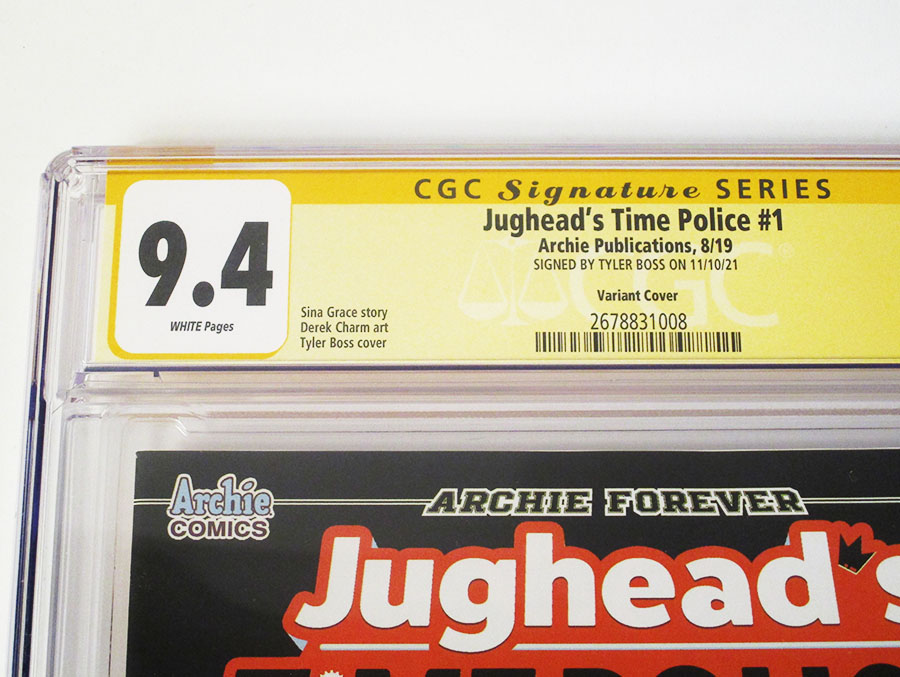 CGC Signature SERIES
Jughead's Time Police #1
Archie Publications, 8/19
SIGNED BY TYLER BOSS ON 11/10/21
Variant Cover
2678831008
9.4
WHITE Pages
Sina Grace story
Derek Charm art
Tyler Boss cover
CGC
Archie
COMICS
ARCHIE FOREVER
Jughead's